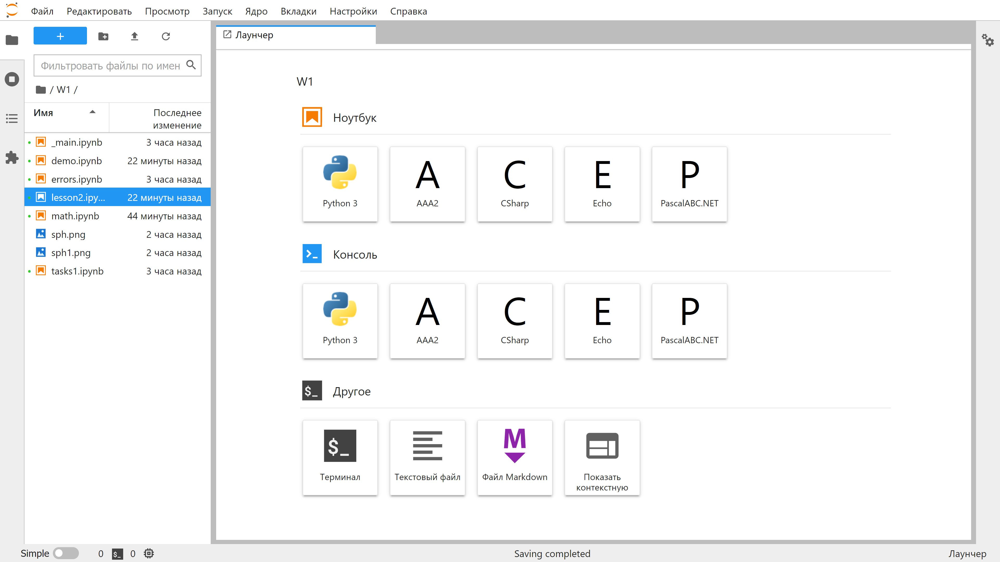 Файл Редактировать Просмотр Запуск Ядро Вкладки Настройки Справка
+
Лаунчер
Фильтровать файлы по имен
/ W1 /
Имя
Последнее
изменение
_main.ipynb 3 часа назад
demo.ipynb 22 минуты назад
errors.ipynb 3 часа назад
lesson2.ipy... 22 минуты назад
math.ipynb 44 минуты назад
sph.png 2 часа назад
sph1.png 2 часа назад
tasks1.ipynb 3 часа назад
W1
Ноутбук
A C E P
Python 3 AAA2 CSharp Echo PascalABC.NET
Консоль
A C E P
Python 3 AAA2 CSharp Echo PascalABC.NET
$_ Другое
$_ M
Терминал Текстовый файл Файл Markdown Показать
контекстную
Simple 0 $_ 0 Saving completed Лаунчер